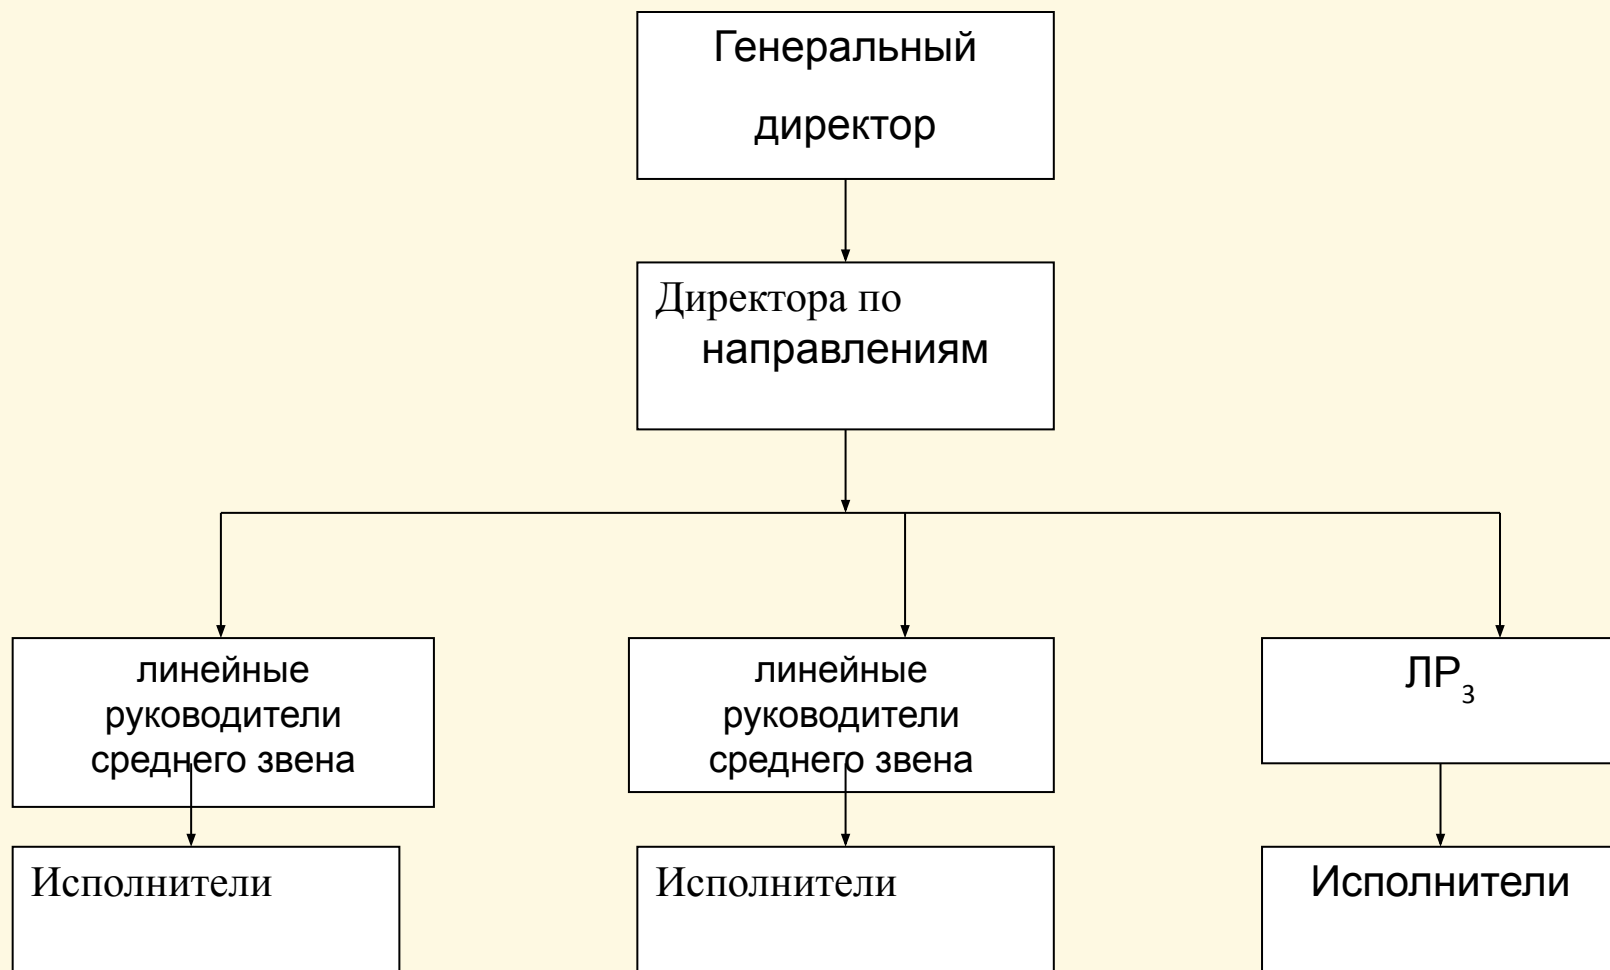 Генеральный
директор
Директора по
направлениям
линейные
руководители
среднего звена
линейные
руководители
среднего звена
ЛР₃
Исполнители
Исполнители
Исполнители